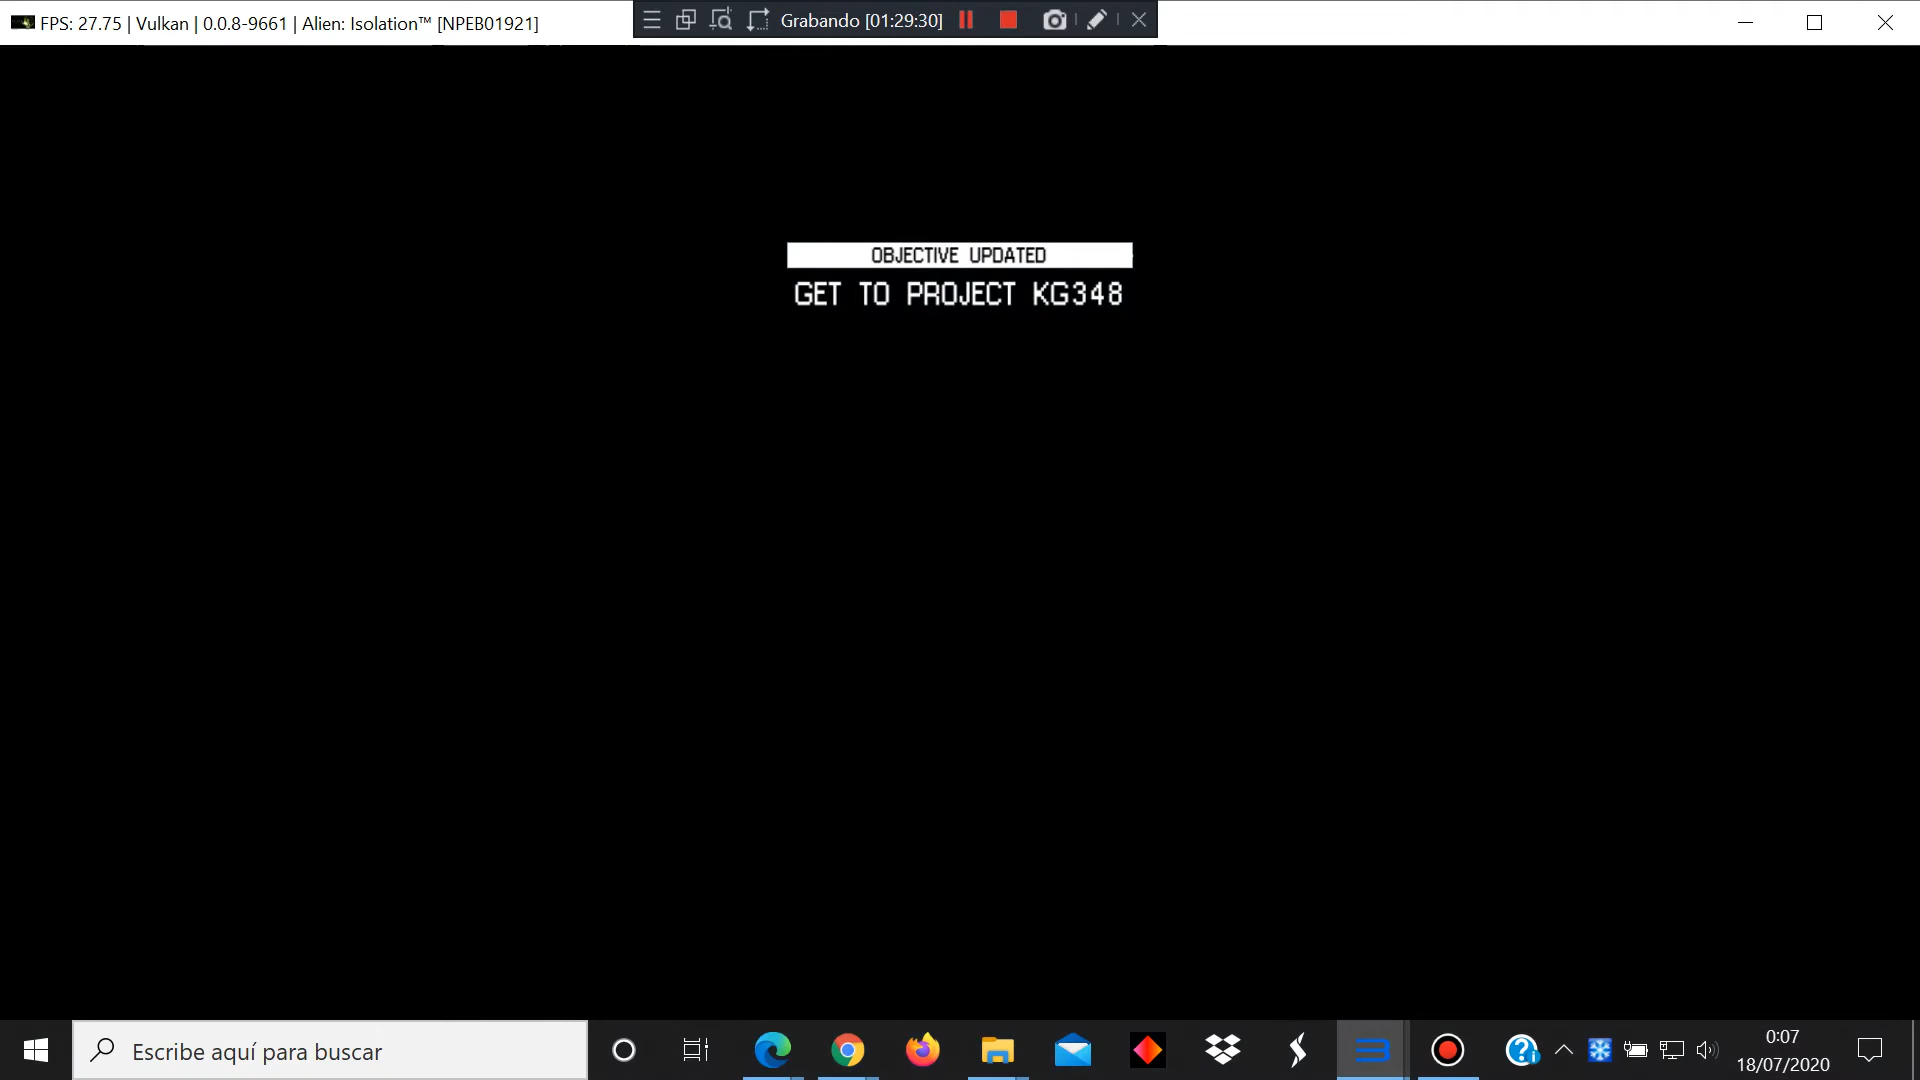 FPS: 27.75 | Vulkan | 0.0.8-9661 | Alien: Isolation™ [NPEB01921]
Grabando [01:29:30]
OBJECTIVE UPDATED
GET TO PROJECT KG348
Escribe aquí para buscar
0:07
18/07/2020